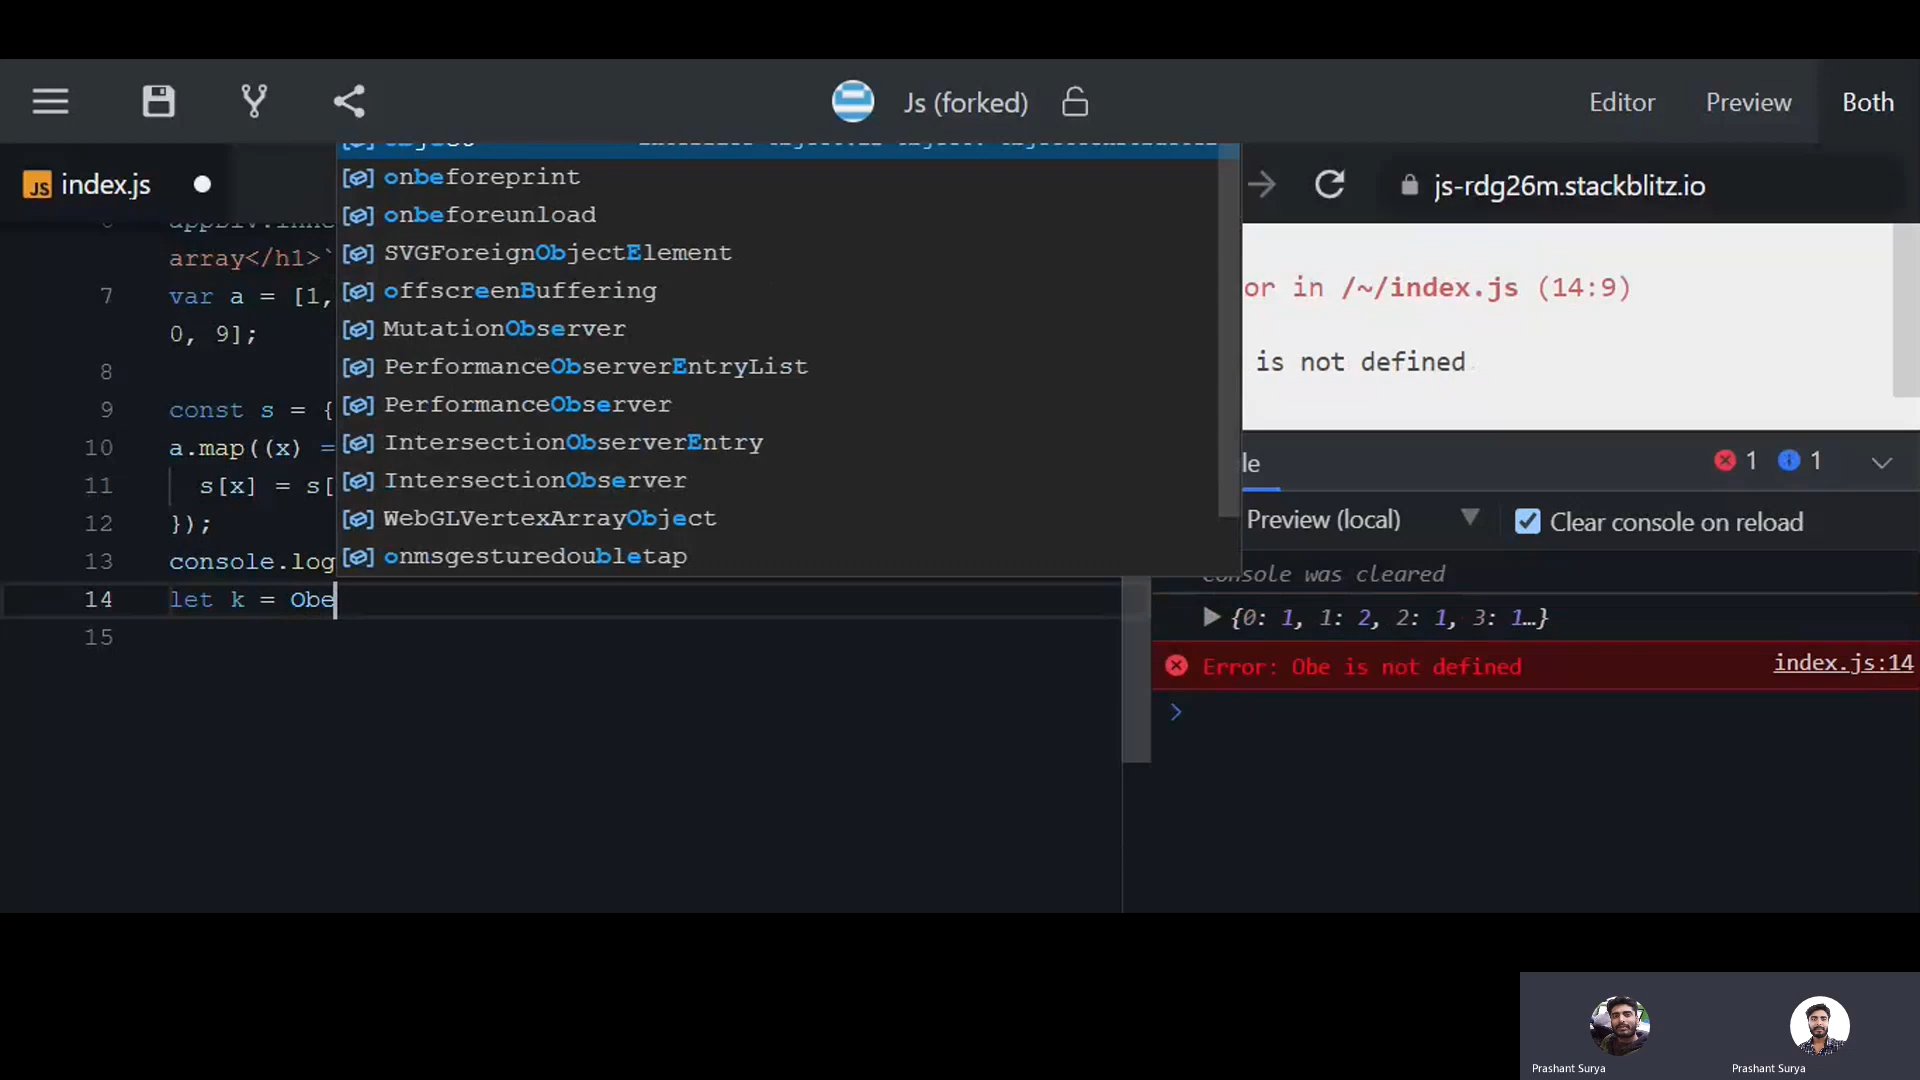 Js (forked)
Editor
Preview
Both
JS index.js
js-rdg26m.stackblitz.io
array</h1>`
7 var a = [1,
0, 9];
8
9 const s = {
10 a.map((x) =
11 s[x] = s[
12 });
13 console.log
14 let k = Obe
15
onbeforeprint
onbeforeunload
SVGForeignObjectElement
offscreenBuffering
MutationObserver
PerformanceObserverEntryList
PerformanceObserver
IntersectionObserverEntry
IntersectionObserver
WebGLVertexArrayObject
onmsgesturedoubletap
or in /~/index.js (14:9)
is not defined
le
1 1
Preview (local)
Clear console on reload
Console was cleared
{0: 1, 1: 2, 2: 1, 3: 1…}
Error: Obe is not defined
index.js:14
Prashant Surya
Prashant Surya